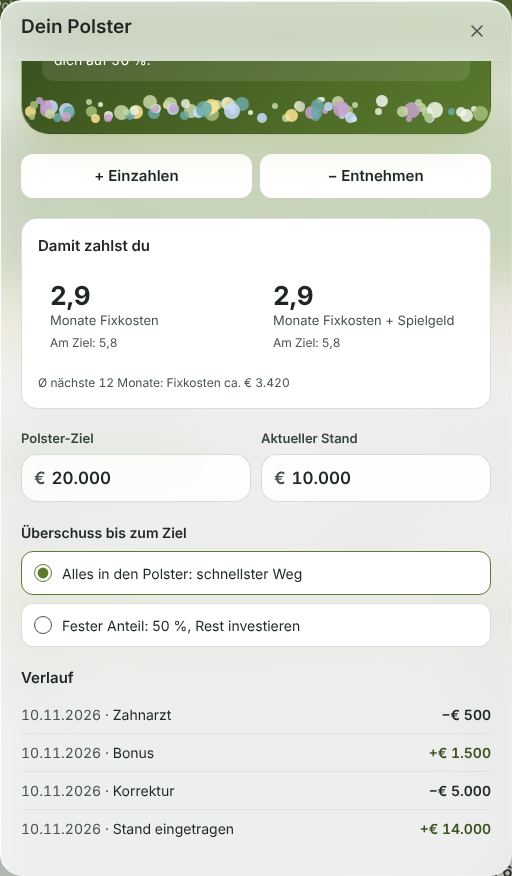 Dein Polster
dich auf 50 %.
+ Einzahlen
− Entnehmen
Damit zahlst du
2,9
Monate Fixkosten
Am Ziel: 5,8
2,9
Monate Fixkosten + Spielgeld
Am Ziel: 5,8
Ø nächste 12 Monate: Fixkosten ca. € 3.420
Polster-Ziel
€ 20.000
Aktueller Stand
€ 10.000
Überschuss bis zum Ziel
Alles in den Polster: schnellster Weg
Fester Anteil: 50 %, Rest investieren
Verlauf
10.11.2026 · Zahnarzt −€ 500
10.11.2026 · Bonus +€ 1.500
10.11.2026 · Korrektur −€ 5.000
10.11.2026 · Stand eingetragen +€ 14.000